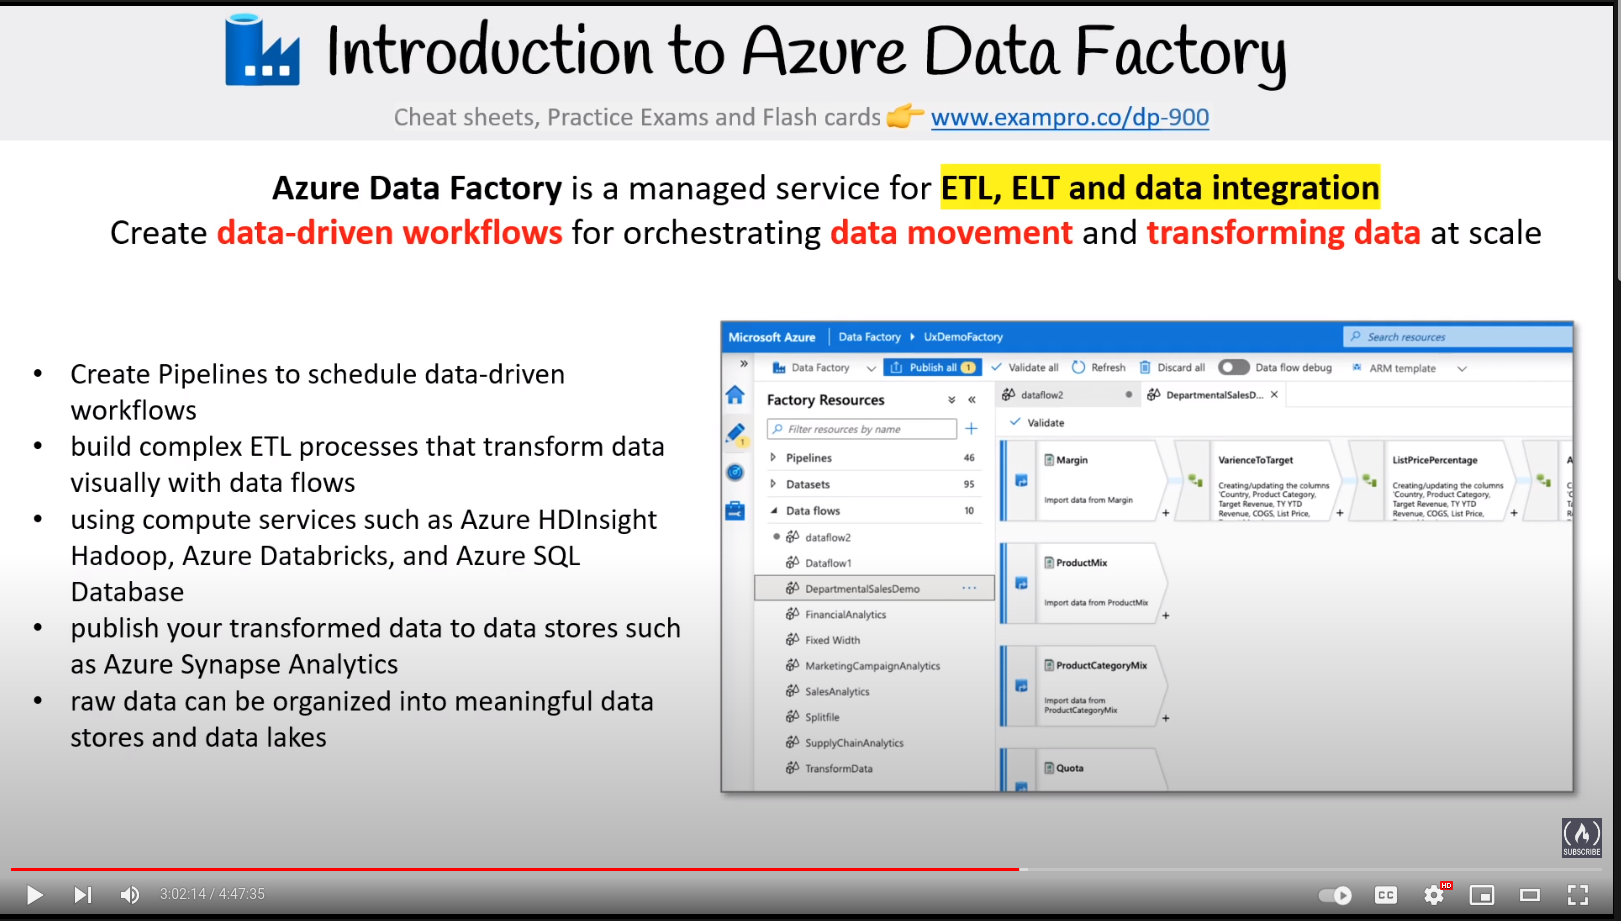 Introduction to Azure Data Factory
Cheat sheets, Practice Exams and Flash cards 👉 www.exampro.co/dp-900
Azure Data Factory is a managed service for ETL, ELT and data integration
Create data-driven workflows for orchestrating data movement and transforming data at scale
• Create Pipelines to schedule data-driven
workflows
• build complex ETL processes that transform data
visually with data flows
• using compute services such as Azure HDInsight
Hadoop, Azure Databricks, and Azure SQL
Database
• publish your transformed data to data stores such
as Azure Synapse Analytics
• raw data can be organized into meaningful data
stores and data lakes
Microsoft Azure | Data Factory ▸ UxDemoFactory
Search resources
Data Factory
Publish all 1
Validate all
Refresh
Discard all
Data flow debug
ARM template
Factory Resources
Filter resources by name
Pipelines 46
Datasets 95
Data flows 10
dataflow2
Dataflow1
DepartmentalSalesDemo ...
FinancialAnalytics
Fixed Width
MarketingCampaignAnalytics
SalesAnalytics
Splitfile
SupplyChainAnalytics
TransformData
1
dataflow2
DepartmentalSalesD...
Validate
Margin
Import data from Margin
VarienceToTarget
Creating/updating the columns
'Country, Product Category,
Target Revenue, TY YTD
Revenue, COGS, List Price,
ListPricePercentage
Creating/updating the columns
'Country, Product Category,
Target Revenue, TY YTD
Revenue, COGS, List Price,
ProductMix
Import data from ProductMix
ProductCategoryMix
Import data from
ProductCategoryMix
Quota
SUBSCRIBE
3:02:14 / 4:47:35
CC
HD